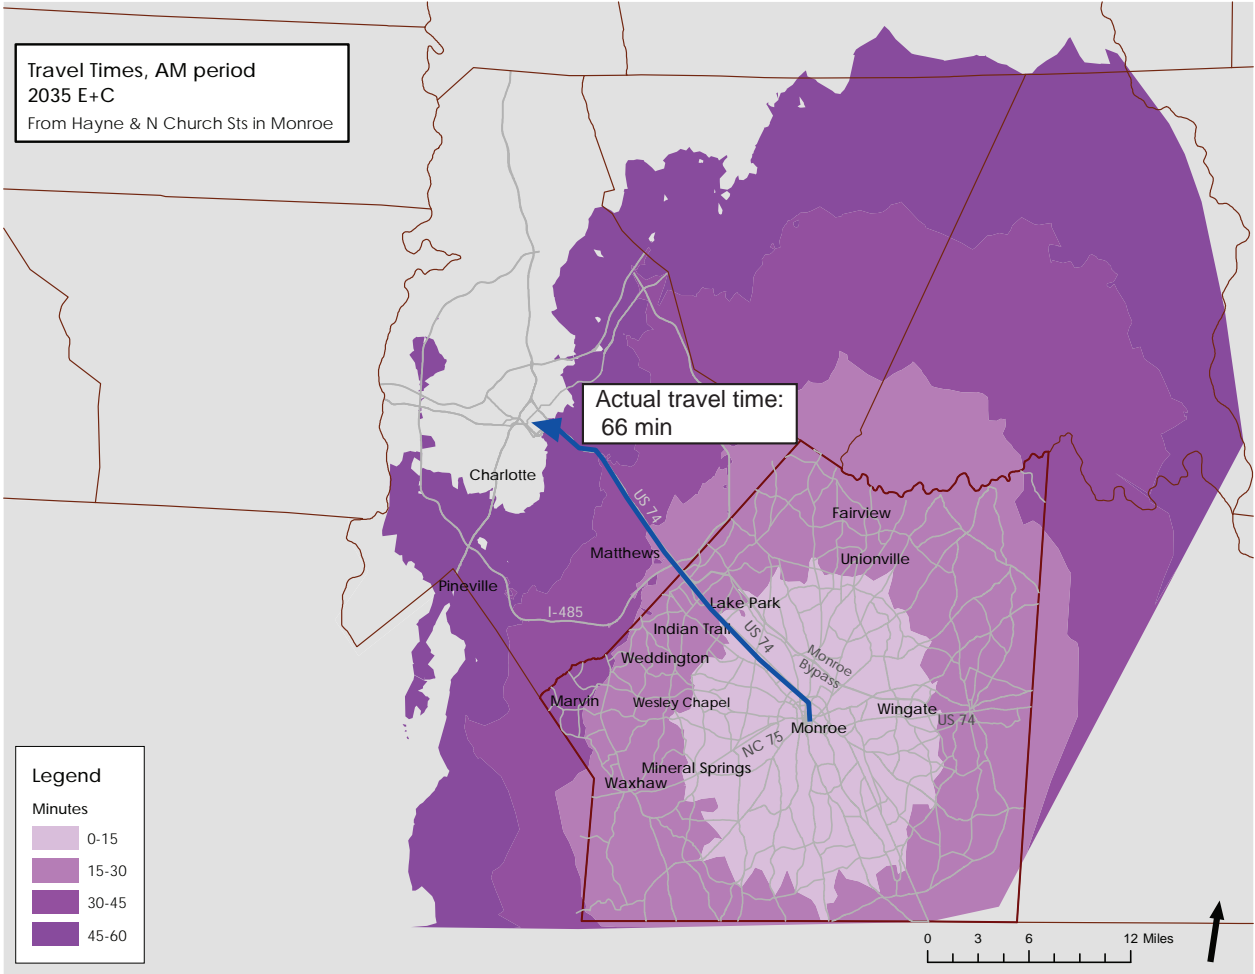 Travel Times, AM period
2035 E+C
From Hayne & N Church Sts in Monroe
Actual travel time:
66 min
Charlotte
US 74
Fairview
Matthews
Unionville
Pineville
I-485
Lake Park
Indian Trail
US 74
Weddington
Monroe
Bypass
Marvin
Wesley Chapel
Wingate
US 74
Monroe
NC 75
Mineral Springs
Waxhaw
Legend
Minutes
0-15
15-30
30-45
45-60
0 3 6 12 Miles